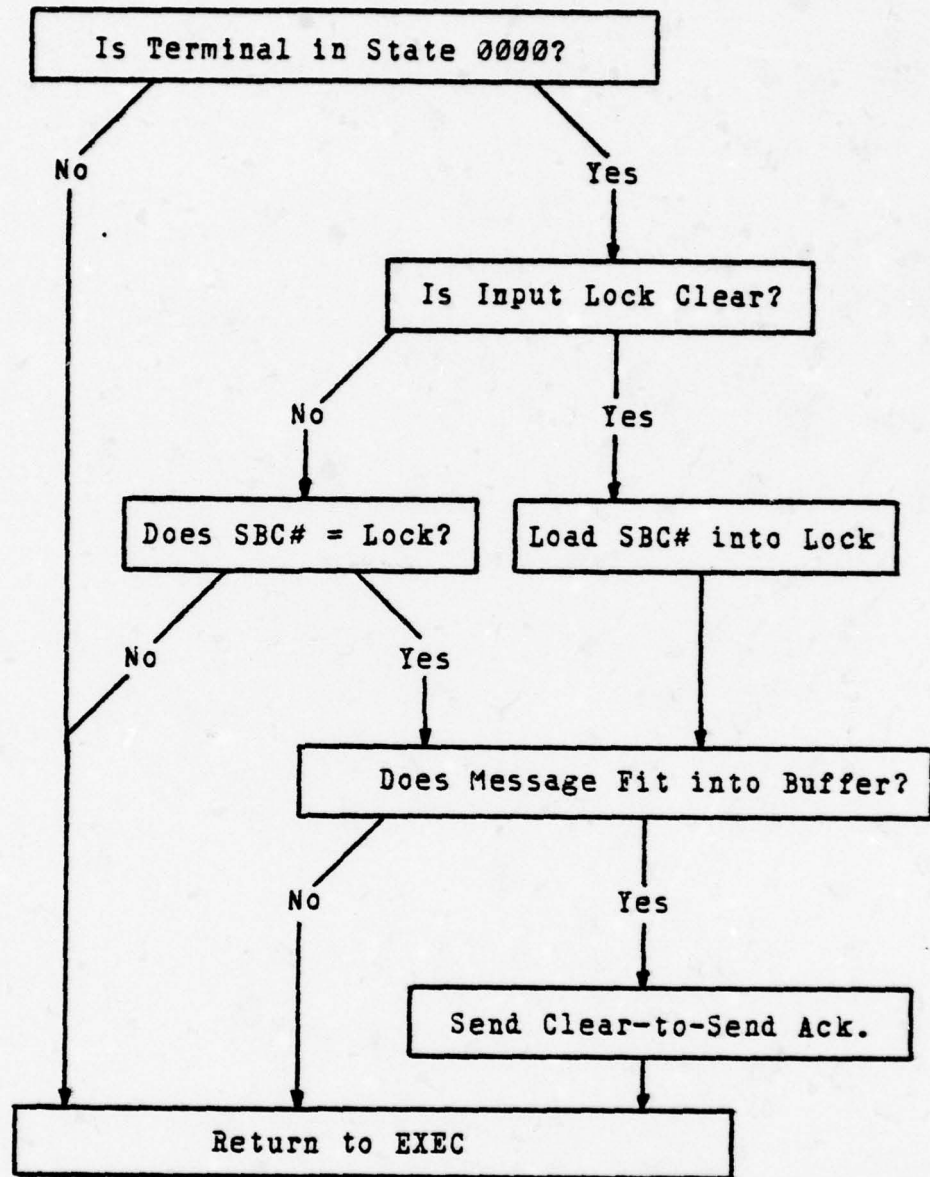 Is Terminal in State 0000?
No
Yes
Is Input Lock Clear?
No
Yes
Does SBC# = Lock?
Load SBC# into Lock
No
Yes
Does Message Fit into Buffer?
No
Yes
Send Clear-to-Send Ack.
Return to EXEC